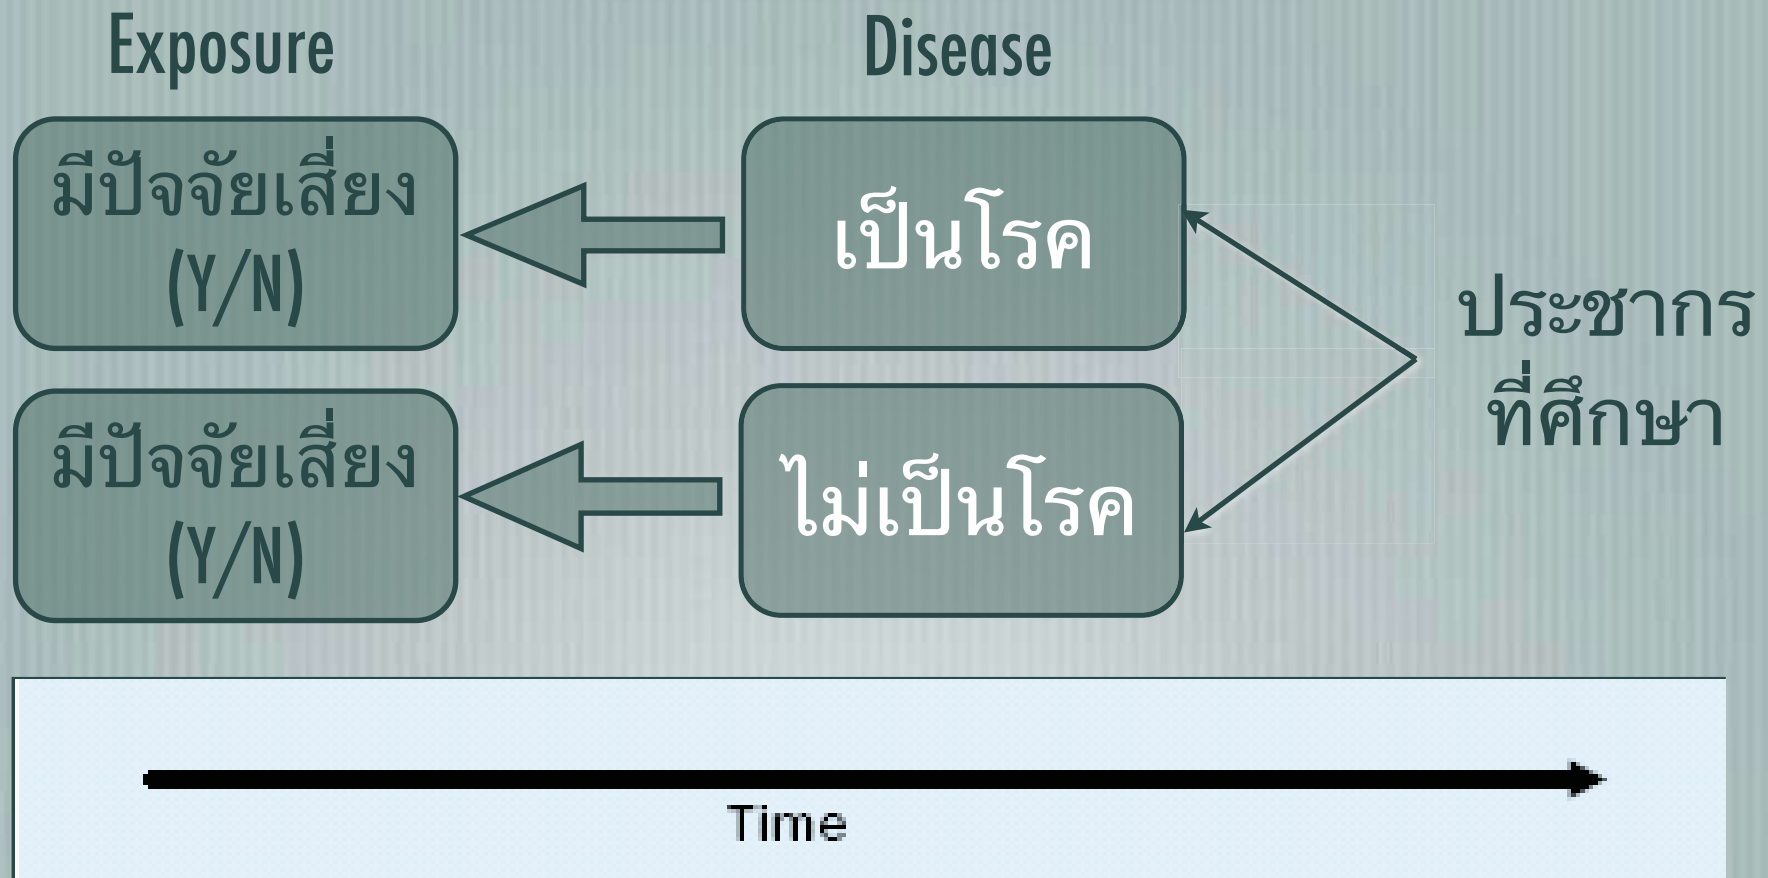 Exposure
Disease
มีปัจจัยเสี่ยง
(Y/N)
เป็นโรค
ประชากร
ที่ศึกษา
มีปัจจัยเสี่ยง
(Y/N)
ไม่เป็นโรค
Time